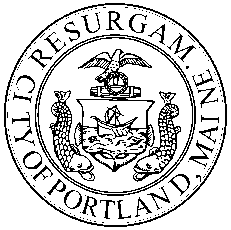 RESURGAM.
CITY OF PORTLAND, MAINE.